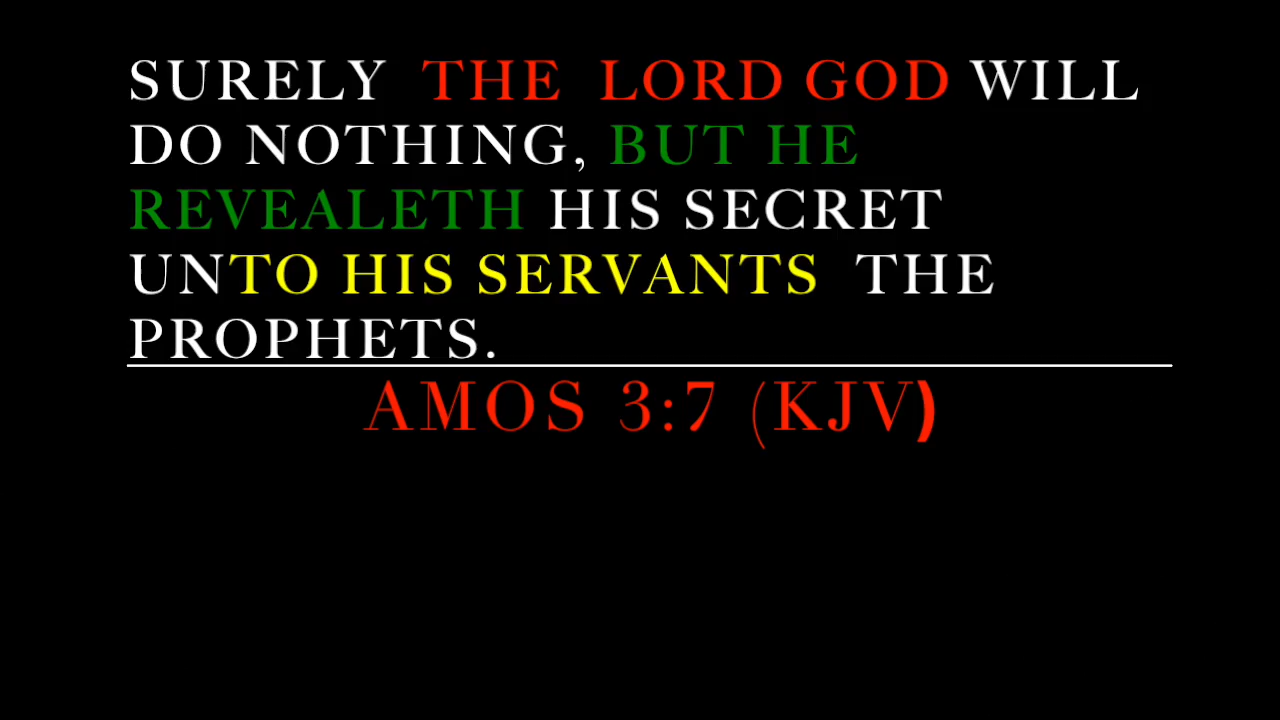 SURELY THE LORD GOD WILL
DO NOTHING, BUT HE
REVEALETH HIS SECRET
UNTO HIS SERVANTS THE
PROPHETS.
AMOS 3:7 (KJV)